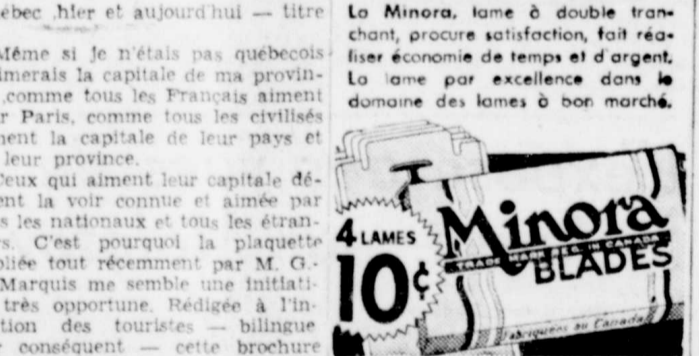 ébec hier et aujourd'hui — titre
Même si je n'étais pas québecois
imerais la capitale de ma provin-
,comme tous les Français aiment
r Paris, comme tous les civilisés
ment la capitale de leur pays et
leur province.
Ceux qui aiment leur capitale dé-
ent la voir connue et aimée par
s les nationaux et tous les étran-
rs. C'est pourquoi la plaquette
bliée tout récemment par M. G.-
Marquis me semble une initiati-
très opportune. Rédigée à l'in-
tion des touristes — bilingue
conséquent — cette brochure
La Minora, lame à double tran-
chant, procure satisfaction, fait réa-
liser économie de temps et d'argent.
La lame par excellence dans le
domaine des lames à bon marché.
4 LAMES
10¢
Minora
TRADE MARK REG. IN CANADA
BLADES
Fabriquées au Canada